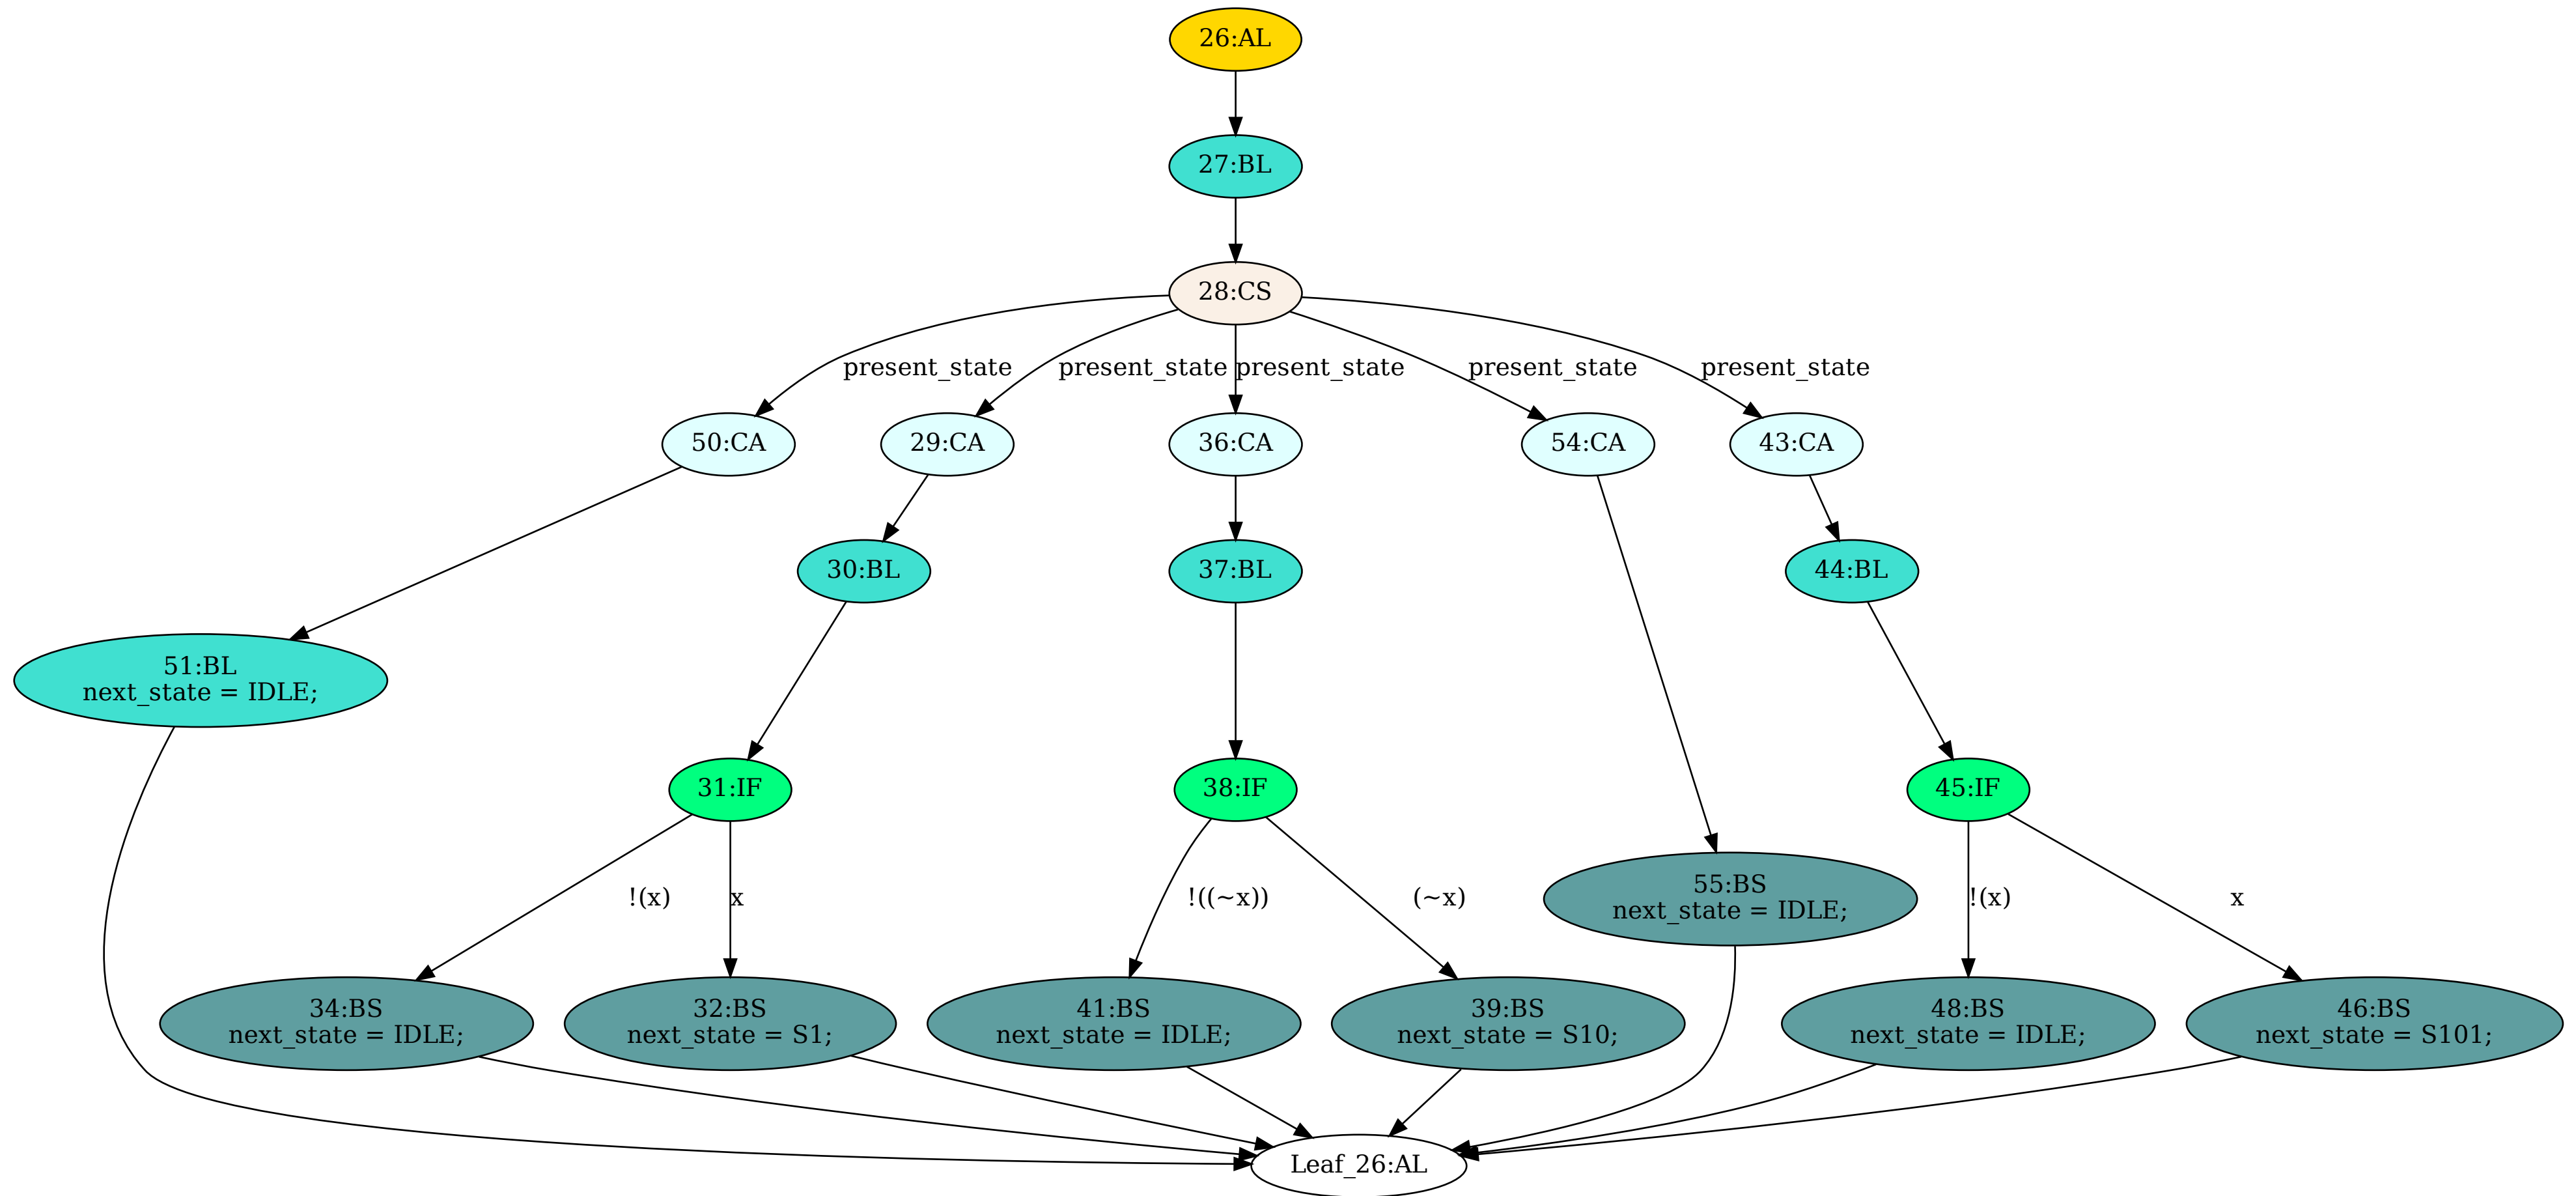 26:AL
27:BL
28:CS
present_state
present_state
present_state
present_state
present_state
50:CA
29:CA
36:CA
54:CA
43:CA
30:BL
37:BL
44:BL
51:BL
next_state = IDLE;
31:IF
38:IF
45:IF
!(x)
x
!((~x))
(~x)
55:BS
next_state = IDLE;
!(x)
x
34:BS
next_state = IDLE;
32:BS
next_state = S1;
41:BS
next_state = IDLE;
39:BS
next_state = S10;
48:BS
next_state = IDLE;
46:BS
next_state = S101;
Leaf_26:AL